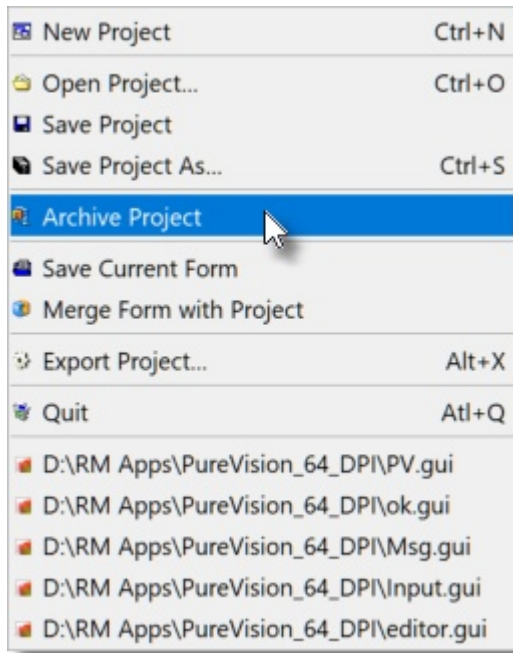 New Project Ctrl+N
Open Project... Ctrl+O
Save Project
Save Project As... Ctrl+S
Archive Project
Save Current Form
Merge Form with Project
Export Project... Alt+X
Quit Atl+Q
D:\RM Apps\PureVision_64_DPI\PV.gui
D:\RM Apps\PureVision_64_DPI\ok.gui
D:\RM Apps\PureVision_64_DPI\Msg.gui
D:\RM Apps\PureVision_64_DPI\Input.gui
D:\RM Apps\PureVision_64_DPI\editor.gui